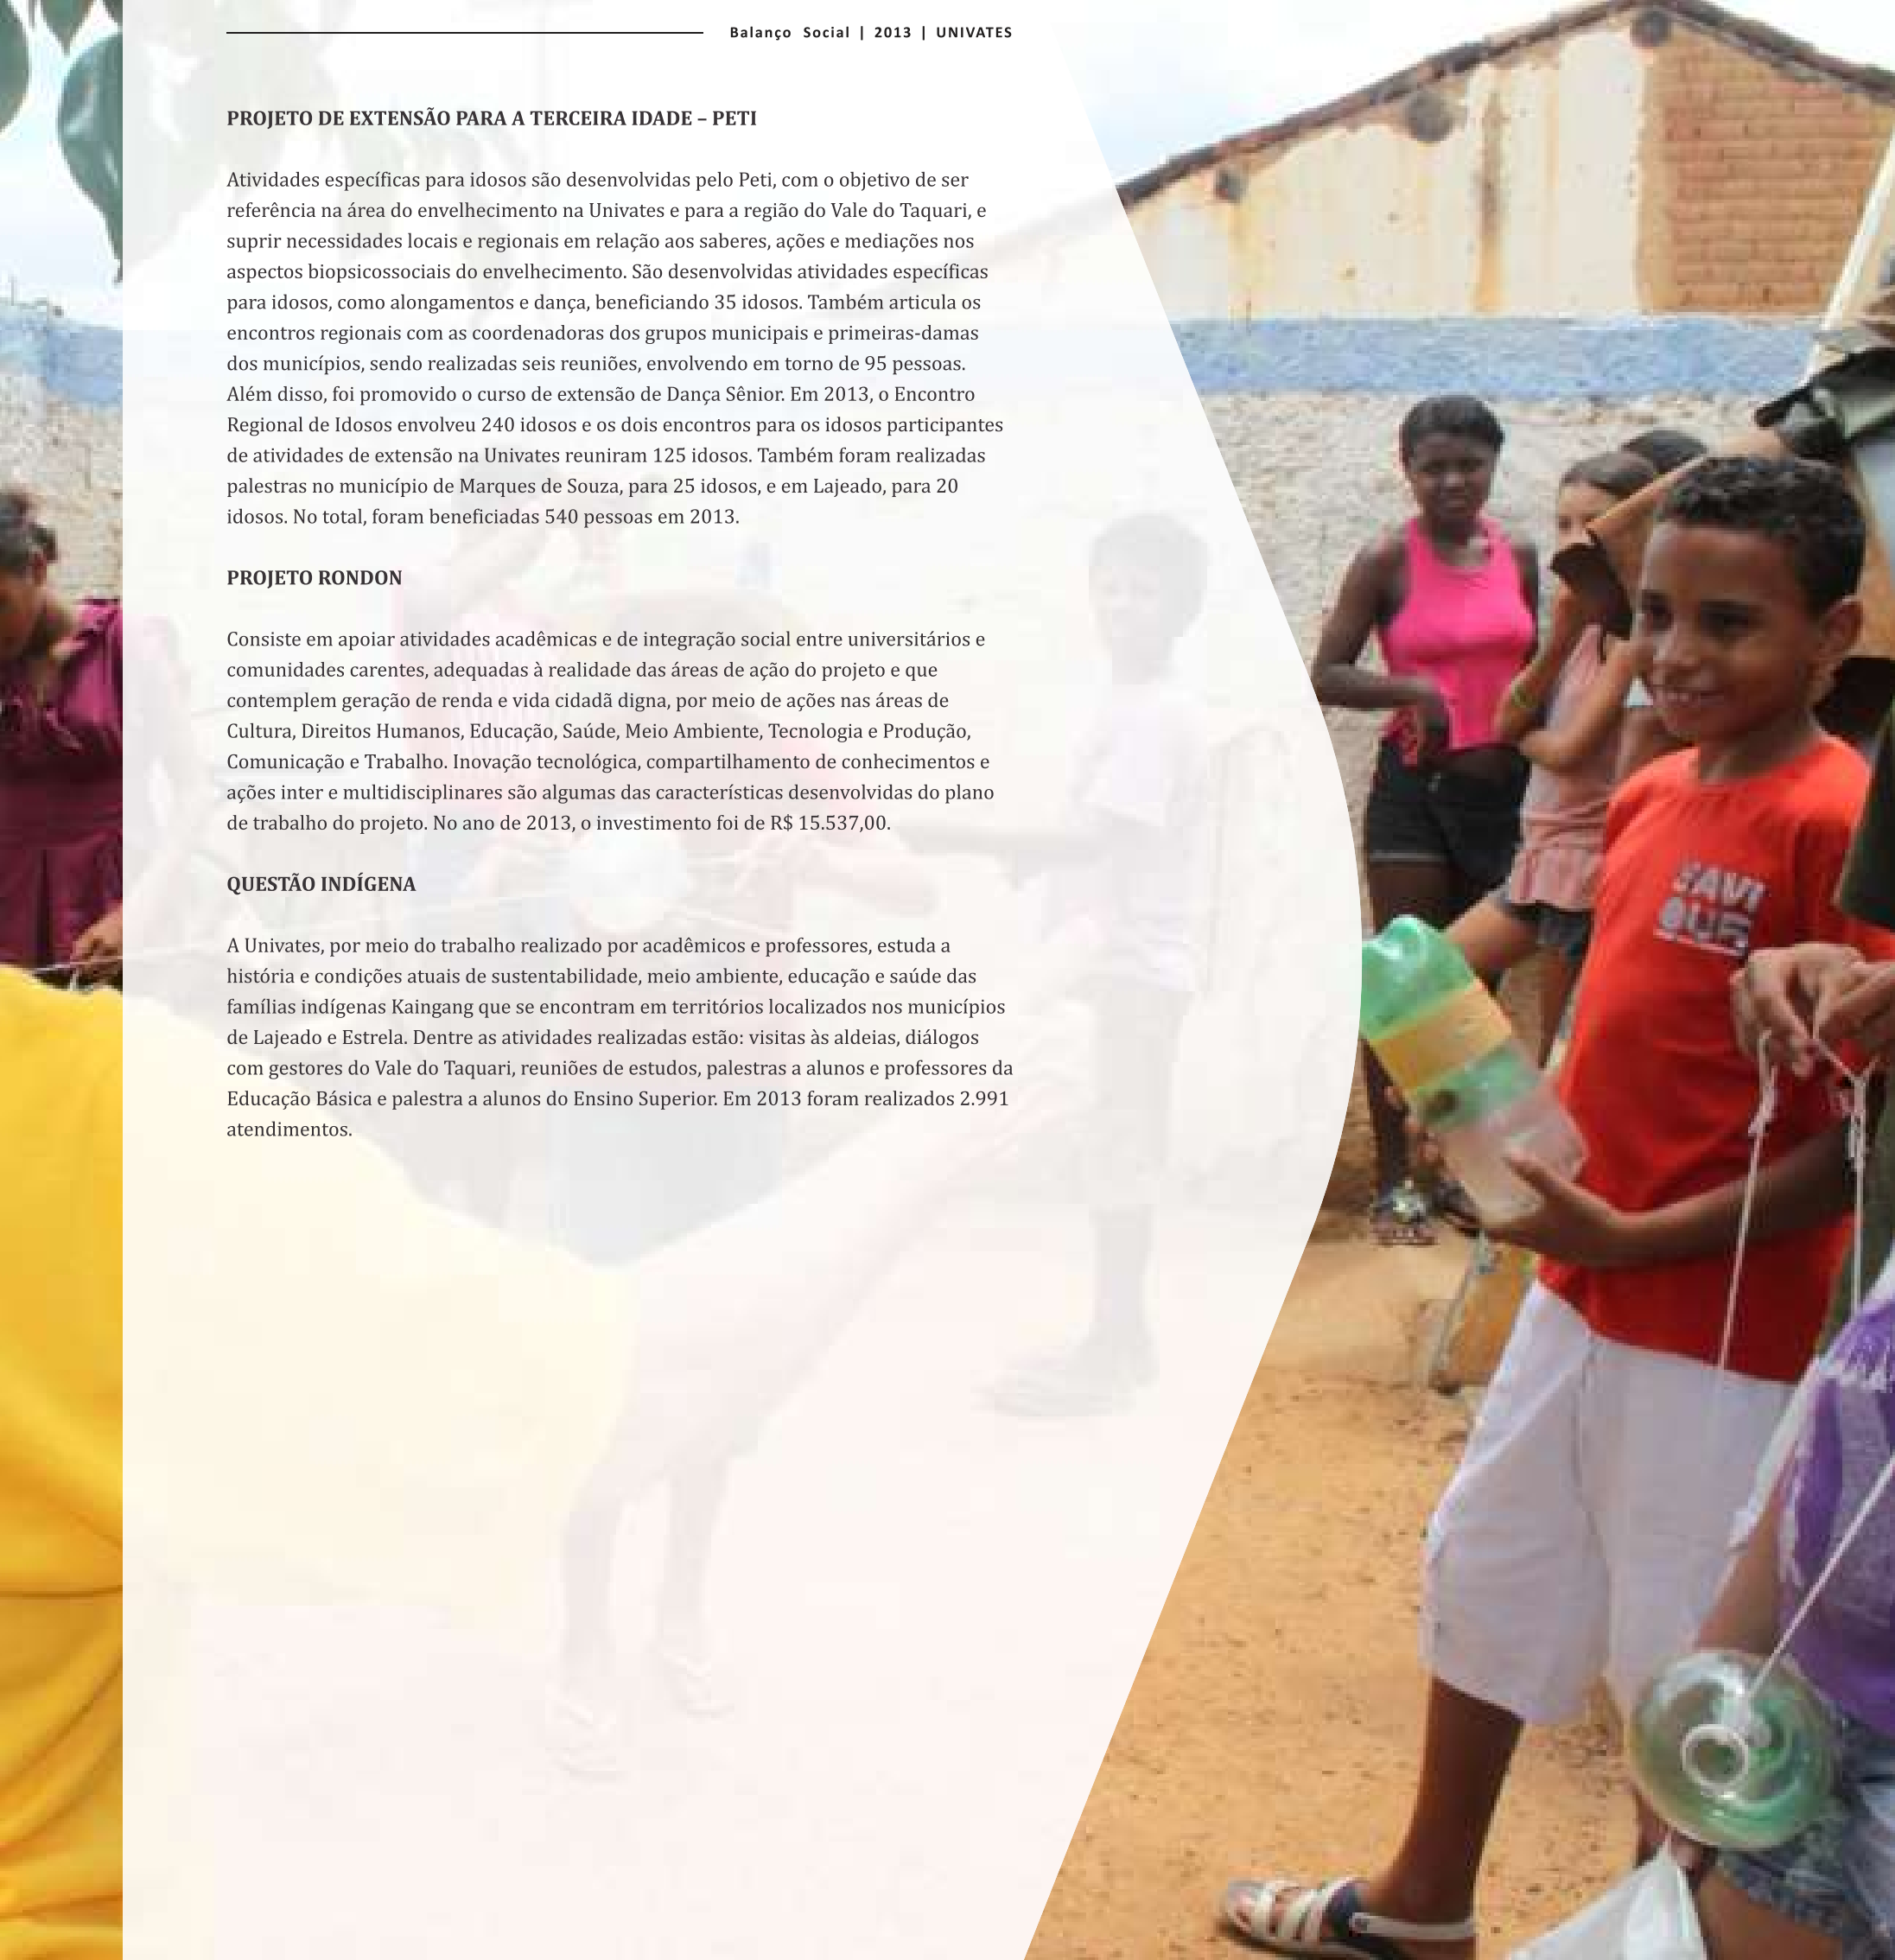 Balanço Social | 2013 | UNIVATES
PROJETO DE EXTENSÃO PARA A TERCEIRA IDADE – PETI
Atividades específicas para idosos são desenvolvidas pelo Peti, com o objetivo de ser
referência na área do envelhecimento na Univates e para a região do Vale do Taquari, e
suprir necessidades locais e regionais em relação aos saberes, ações e mediações nos
aspectos biopsicossociais do envelhecimento. São desenvolvidas atividades específicas
para idosos, como alongamentos e dança, beneficiando 35 idosos. Também articula os
encontros regionais com as coordenadoras dos grupos municipais e primeiras-damas
dos municípios, sendo realizadas seis reuniões, envolvendo em torno de 95 pessoas.
Além disso, foi promovido o curso de extensão de Dança Sênior. Em 2013, o Encontro
Regional de Idosos envolveu 240 idosos e os dois encontros para os idosos participantes
de atividades de extensão na Univates reuniram 125 idosos. Também foram realizadas
palestras no município de Marques de Souza, para 25 idosos, e em Lajeado, para 20
idosos. No total, foram beneficiadas 540 pessoas em 2013.
PROJETO RONDON
Consiste em apoiar atividades acadêmicas e de integração social entre universitários e
comunidades carentes, adequadas à realidade das áreas de ação do projeto e que
contemplem geração de renda e vida cidadã digna, por meio de ações nas áreas de
Cultura, Direitos Humanos, Educação, Saúde, Meio Ambiente, Tecnologia e Produção,
Comunicação e Trabalho. Inovação tecnológica, compartilhamento de conhecimentos e
ações inter e multidisciplinares são algumas das características desenvolvidas do plano
de trabalho do projeto. No ano de 2013, o investimento foi de R$ 15.537,00.
QUESTÃO INDÍGENA
A Univates, por meio do trabalho realizado por acadêmicos e professores, estuda a
história e condições atuais de sustentabilidade, meio ambiente, educação e saúde das
famílias indígenas Kaingang que se encontram em territórios localizados nos municípios
de Lajeado e Estrela. Dentre as atividades realizadas estão: visitas às aldeias, diálogos
com gestores do Vale do Taquari, reuniões de estudos, palestras a alunos e professores da
Educação Básica e palestra a alunos do Ensino Superior. Em 2013 foram realizados 2.991
atendimentos.